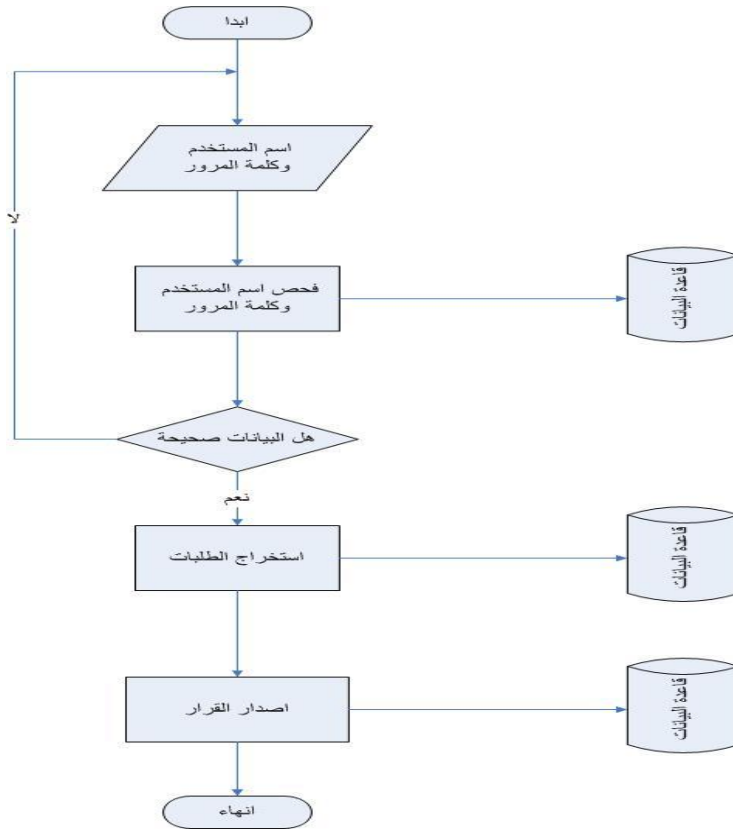 ابدا
اسم المستخدم
وكلمة المرور
لا
فحص اسم المستخدم
وكلمة المرور
قاعدة البيانات
هل البيانات صحيحة
نعم
استخراج الطلبات
قاعدة البيانات
اصدار القرار
قاعدة البيانات
انهاء